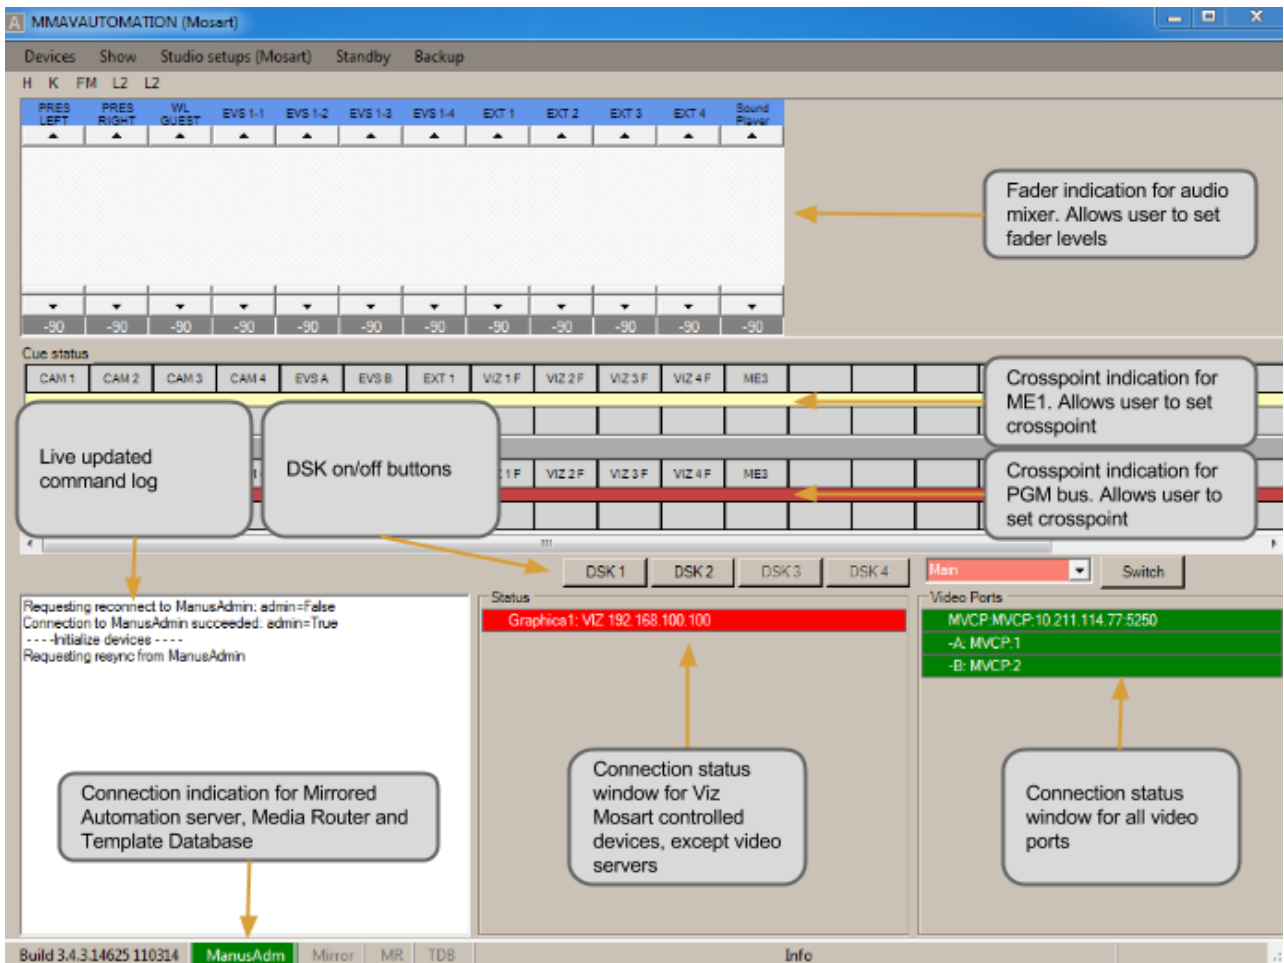 A MMAVAUTOMATION (Mosart)
Devices Show Studio setups (Mosart) Standby Backup
H K FM L2 L2
PRES LEFT PRES RIGHT WL GUEST EVS 1-1 EVS 1-2 EVS 1-3 EVS 1-4 EXT 1 EXT 2 EXT 3 EXT 4 Sound Player
Fader indication for audio
mixer. Allows user to set
fader levels
-90 -90 -90 -90 -90 -90 -90 -90 -90 -90 -90 -90
Cue status
CAM 1 CAM 2 CAM 3 CAM 4 EVS A EVS B EXT 1 VIZ 1 F VIZ 2 F VIZ 3 F VIZ 4 F ME3
Crosspoint indication for
ME1. Allows user to set
crosspoint
Live updated
command log
DSK on/off buttons
1 F VIZ 2 F VIZ 3 F VIZ 4 F ME3
Crosspoint indication for
PGM bus. Allows user to
set crosspoint
DSK 1 DSK 2 DSK 3 DSK 4 Main Switch
Requesting reconnect to ManusAdmin: admin=False
Connection to ManusAdmin succeeded: admin=True
- - - -Initialize devices - - - -
Requesting resync from ManusAdmin
Status
Graphics1: VIZ 192.168.100.100
Video Ports
MVCP:MVCP:10.211.114.77:5250
-A: MVCP:1
-B: MVCP:2
Connection indication for Mirrored
Automation server, Media Router and
Template Database
Connection status
window for Viz
Mosart controlled
devices, except video
servers
Connection status
window for all video
ports
Build 3.4.3.14625 110314 ManusAdm Mirror MR TDB Info